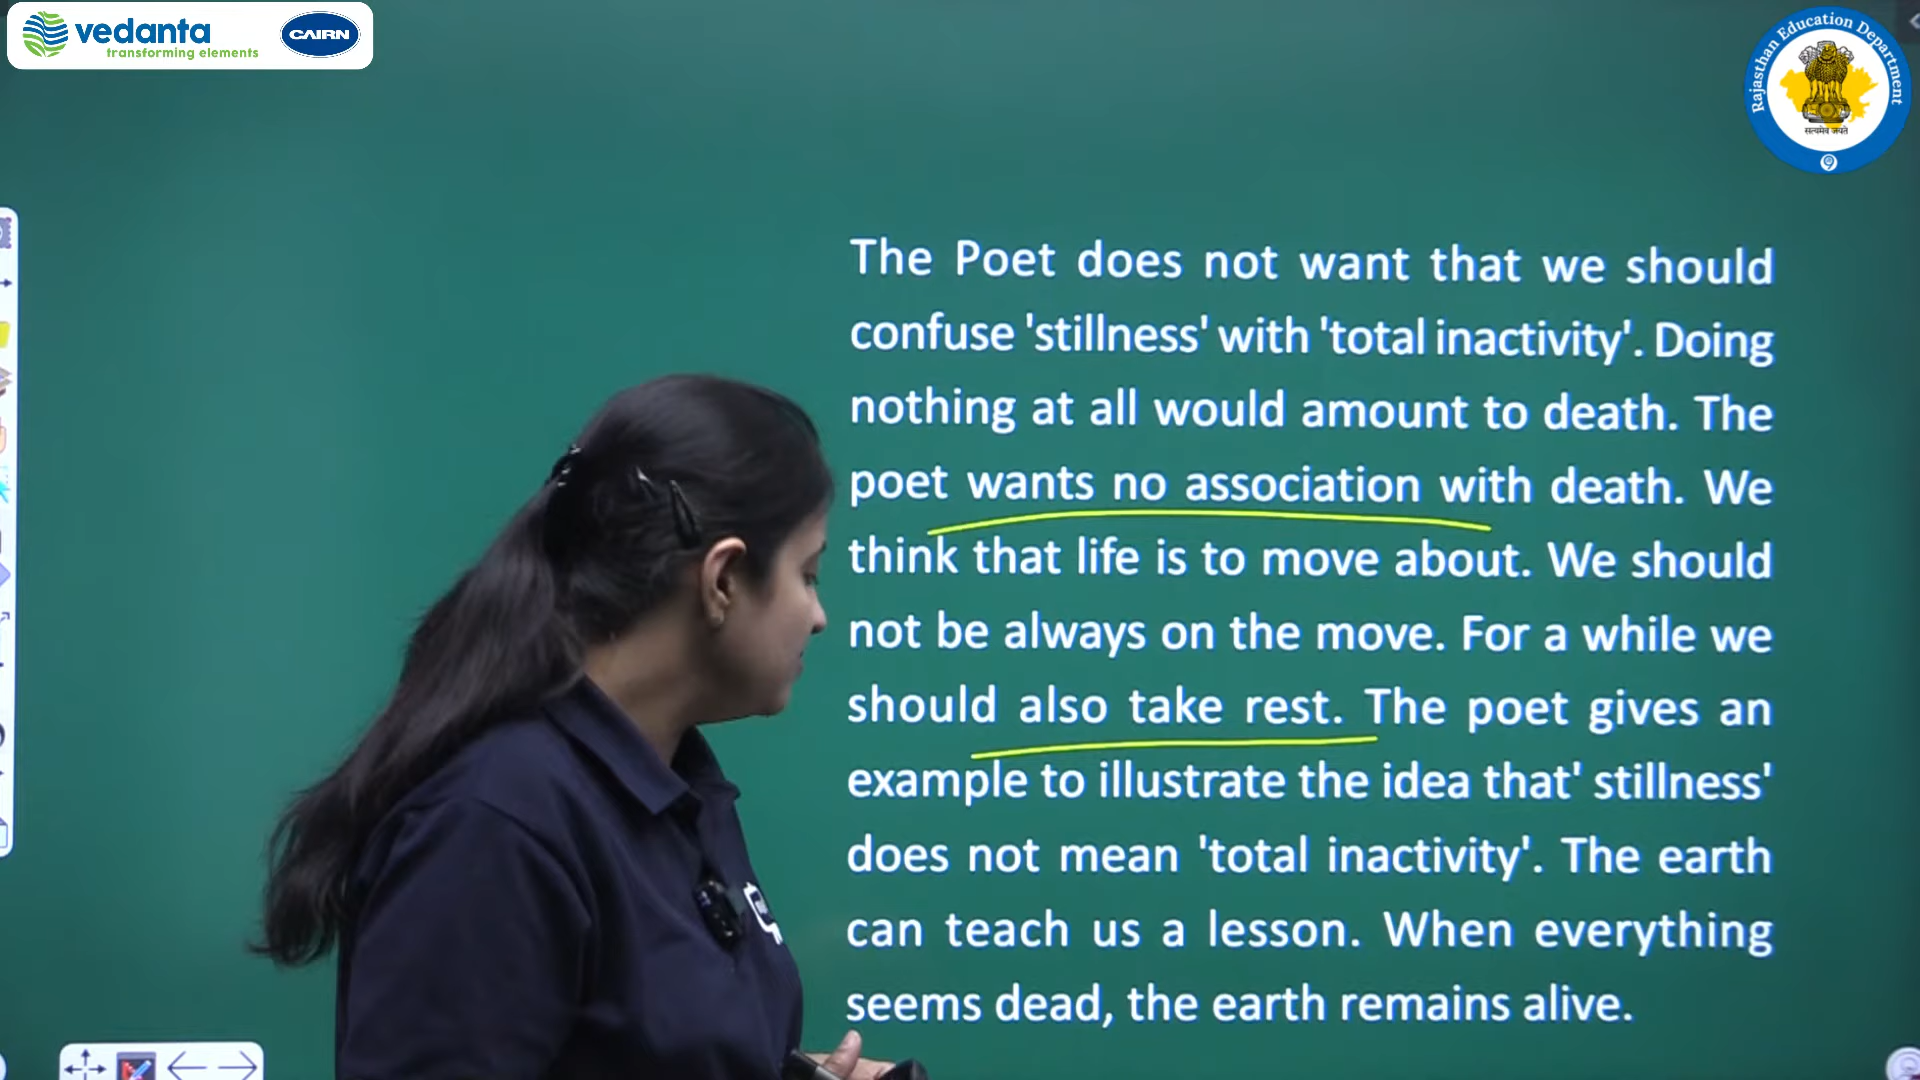 vedanta
transforming elements
CAIRN
Rajasthan Education Department
सत्यमेव जयते
The Poet does not want that we should
confuse 'stillness' with 'total inactivity'. Doing
nothing at all would amount to death. The
poet wants no association with death. We
think that life is to move about. We should
not be always on the move. For a while we
should also take rest. The poet gives an
example to illustrate the idea that' stillness'
does not mean 'total inactivity'. The earth
can teach us a lesson. When everything
seems dead, the earth remains alive.